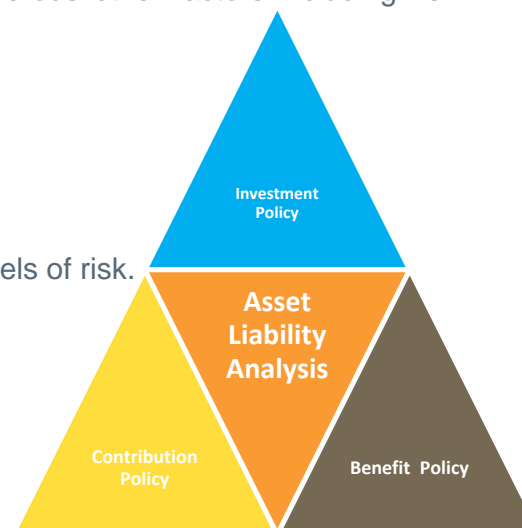 Investment
Policy
els of risk.
Asset
Liability
Analysis
Contribution
Policy
Benefit Policy